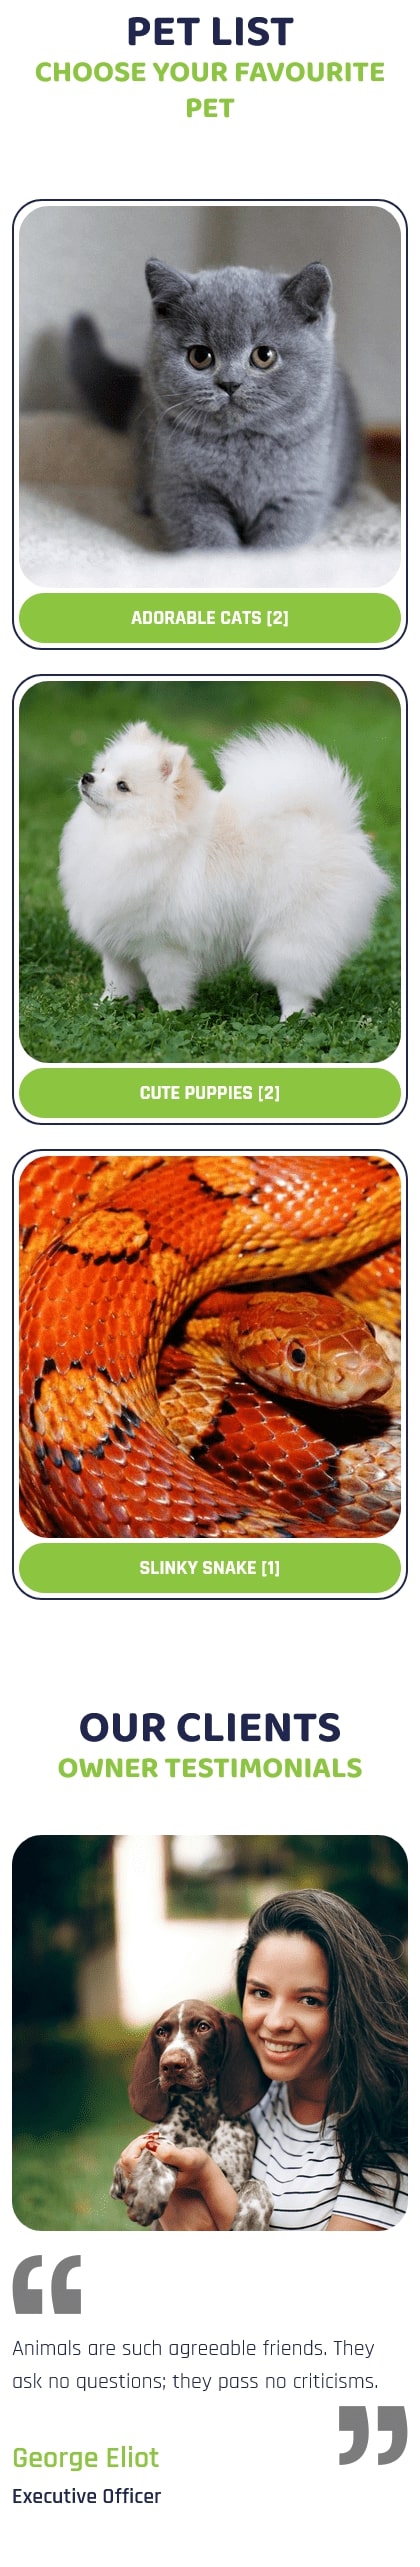 PET LIST
CHOOSE YOUR FAVOURITE
PET
ADORABLE CATS [2]
CUTE PUPPIES [2]
SLINKY SNAKE [1]
OUR CLIENTS
OWNER TESTIMONIALS
“
Animals are such agreeable friends. They
ask no questions; they pass no criticisms.
”
George Eliot
Executive Officer